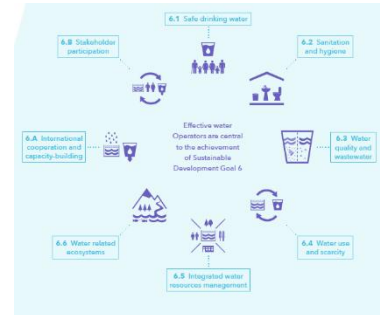 6.1 Safe drinking water
6.B Stakeholder
participation
6.2 Sanitation
and hygiene
6.A International
cooperation and
capacity-building
Effective water
Operators are central
to the achievement
of Sustainable
Development Goal 6
6.3 Water
quality and
wastewater
6.6 Water related
ecosystems
6.4 Water use
and scarcity
6.5 Integrated water
resources management